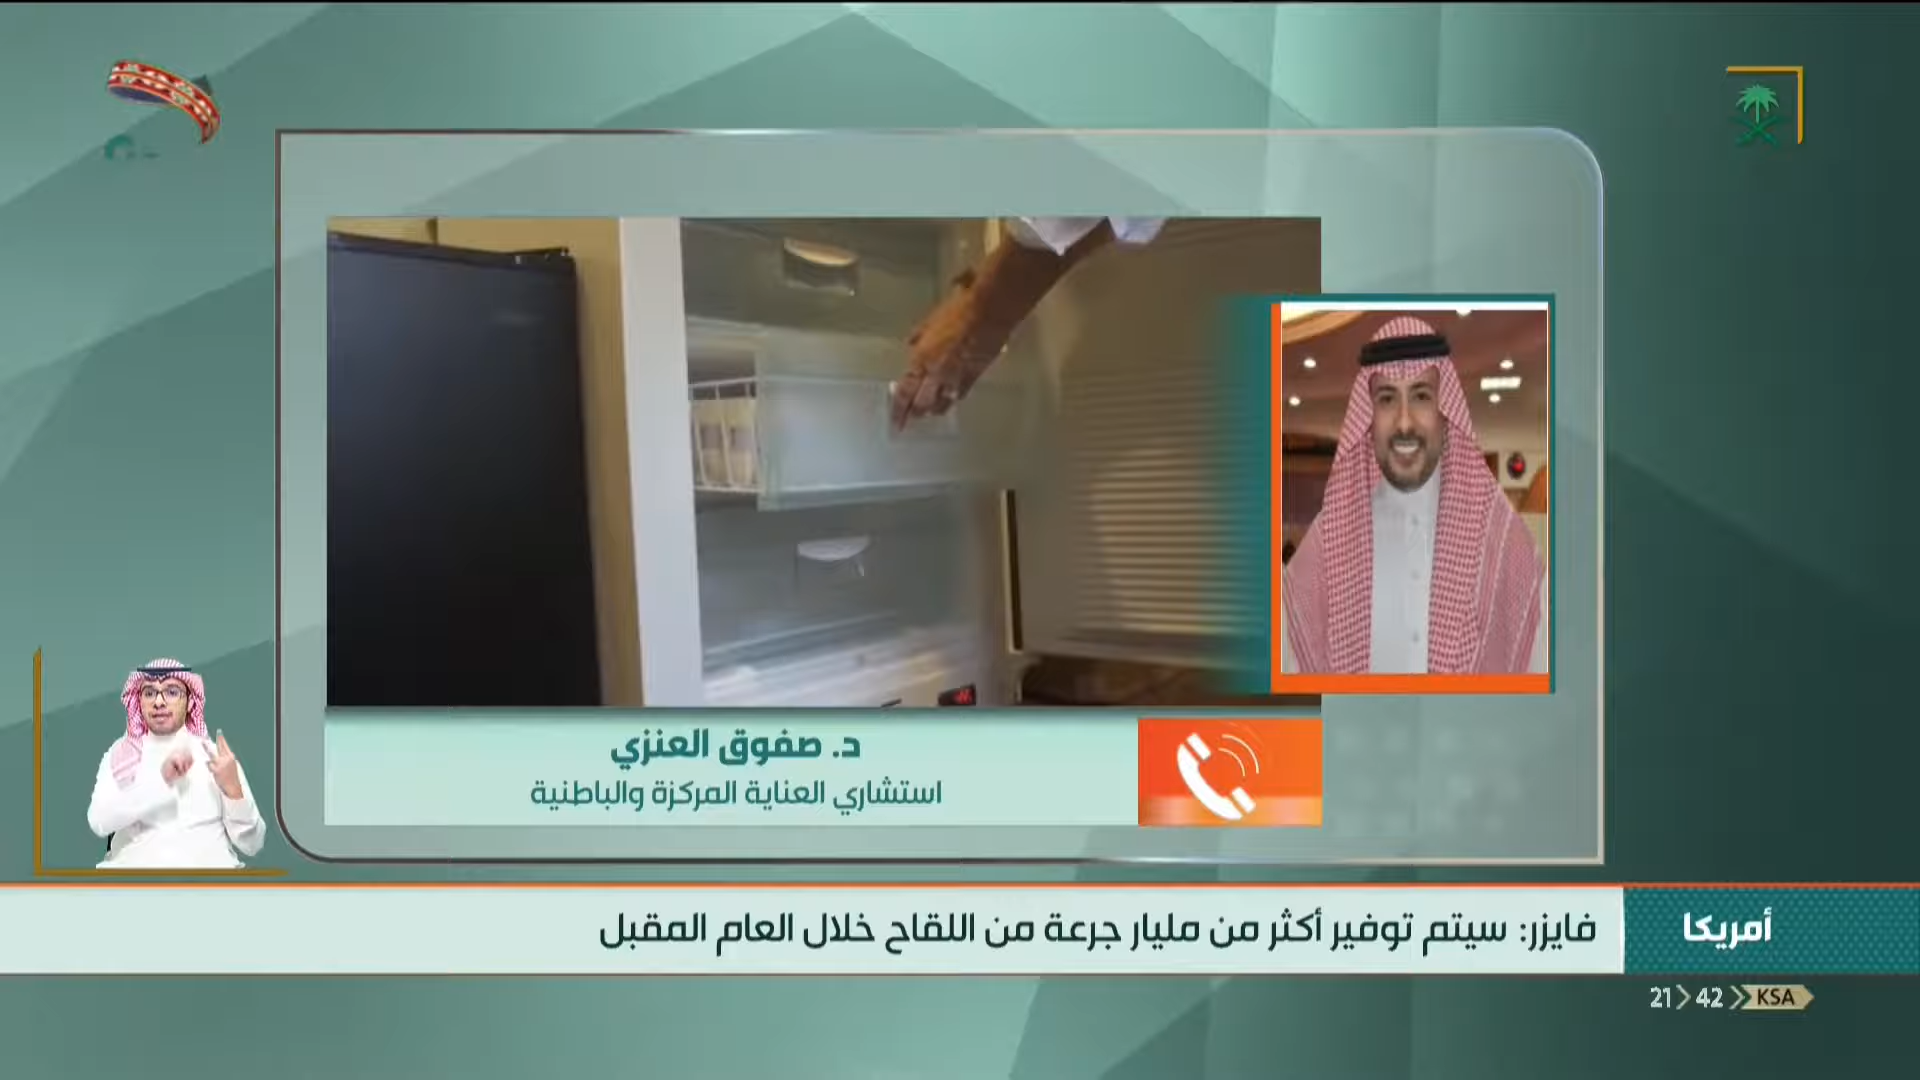 د. صفوق العنزي
استشاري العناية المركزة والباطنية
أمريكا
فايزر: سيتم توفير أكثر من مليار جرعة من اللقاح خلال العام المقبل
21 42 KSA